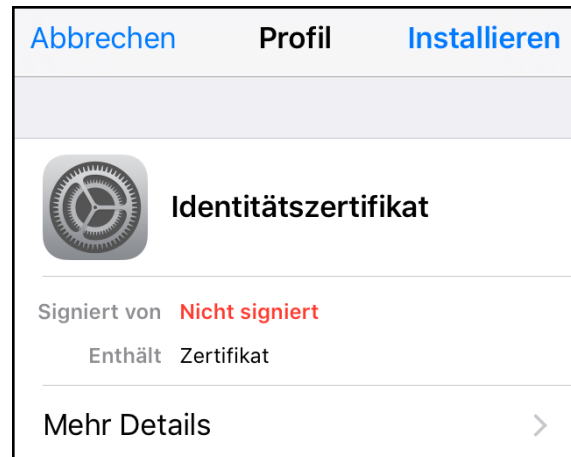 Abbrechen Profil Installieren
Identitätszertifikat
Signiert von Nicht signiert
Enthält Zertifikat
Mehr Details